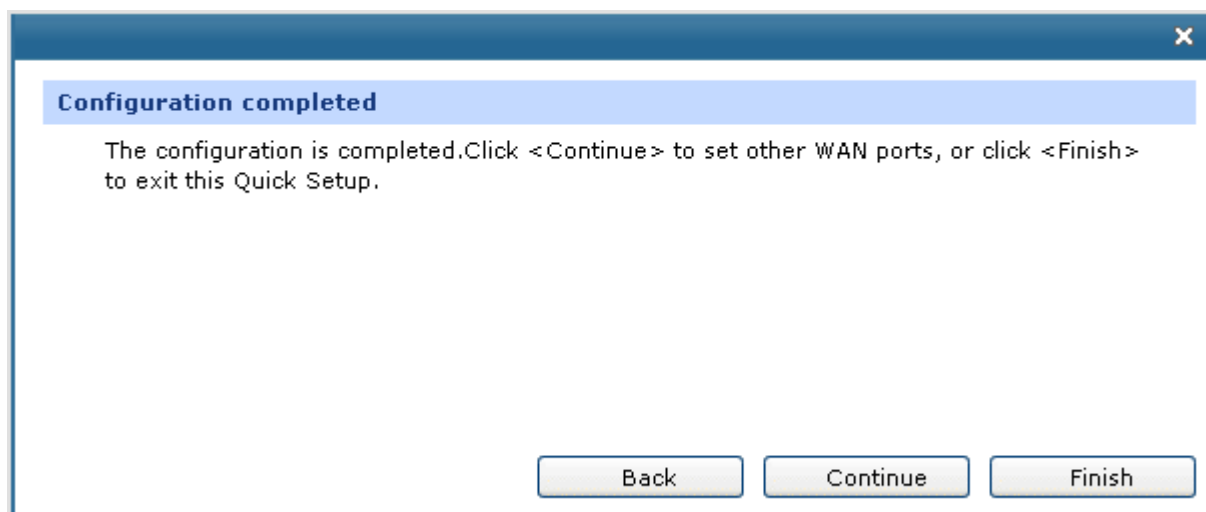 Configuration completed
The configuration is completed.Click <Continue> to set other WAN ports, or click <Finish>
to exit this Quick Setup.
Back Continue Finish